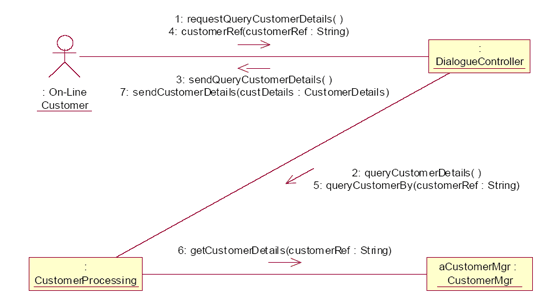 1: requestQueryCustomerDetails( )
4: customerRef(customerRef : String)
: On-Line
Customer
:
DialogueController
3: sendQueryCustomerDetails( )
7: sendCustomerDetails(custDetails : CustomerDetails)
2: queryCustomerDetails( )
5: queryCustomerBy(customerRef : String)
6: getCustomerDetails(customerRef : String)
:
CustomerProcessing
aCustomerMgr :
CustomerMgr